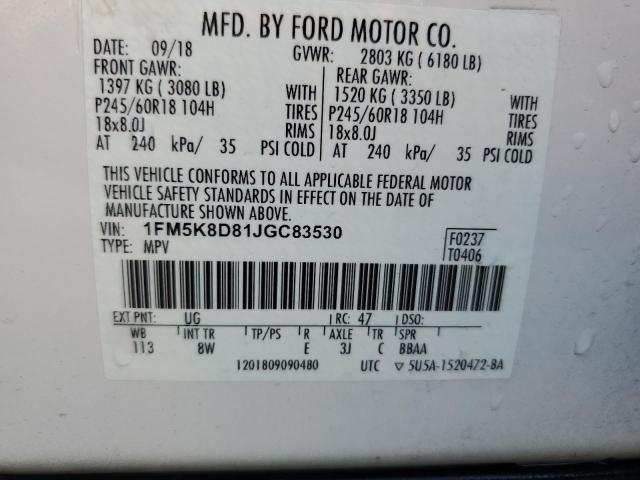 MFD. BY FORD MOTOR CO.
DATE: 09/18 GVWR: 2803 KG ( 6180 LB)
FRONT GAWR: REAR GAWR:
1397 KG ( 3080 LB) WITH 1520 KG ( 3350 LB) WITH
P245/60R18 104H TIRES P245/60R18 104H TIRES
18x8.0J RIMS 18x8.0J RIMS
AT 240 kPa/ 35 PSI COLD AT 240 kPa/ 35 PSI COLD
THIS VEHICLE CONFORMS TO ALL APPLICABLE FEDERAL MOTOR
VEHICLE SAFETY STANDARDS IN EFFECT ON THE DATE OF
MANUFACTURE SHOWN ABOVE.
VIN: 1FM5K8D81JGC83530 F0237
TYPE: MPV T0406
EXT PNT: UG RC: 47 DSO:
WB INT TR TP/PS R AXLE TR SPR
113 8W E 3J C BBAA
1201809090480 UTC ▽ 5U5A-1520472-BA